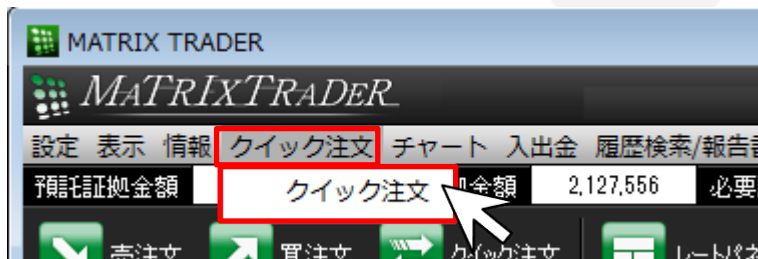 MATRIX TRADER
MATRIXTRADER
設定 表示 情報 クイック注文 チャート 入出金 履歴検索/報告
預託証拠金額 クイック注文 金額 2,127,556 必要
売注文 買注文 クイック注文 レートパネ